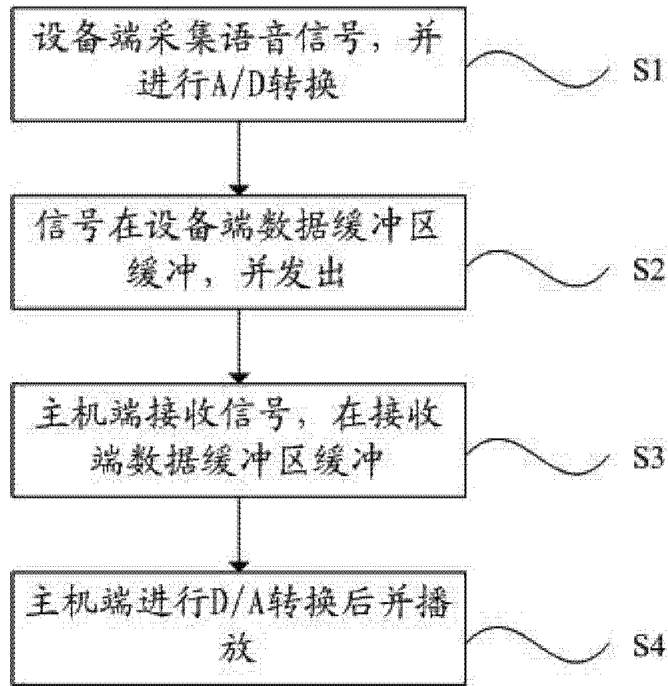 设备端采集语音信号，并
进行A/D转换
S1
信号在设备端数据缓冲区
缓冲，并发出
S2
主机端接收信号，在接收
端数据缓冲区缓冲
S3
主机端进行D/A转换后并播
放
S4